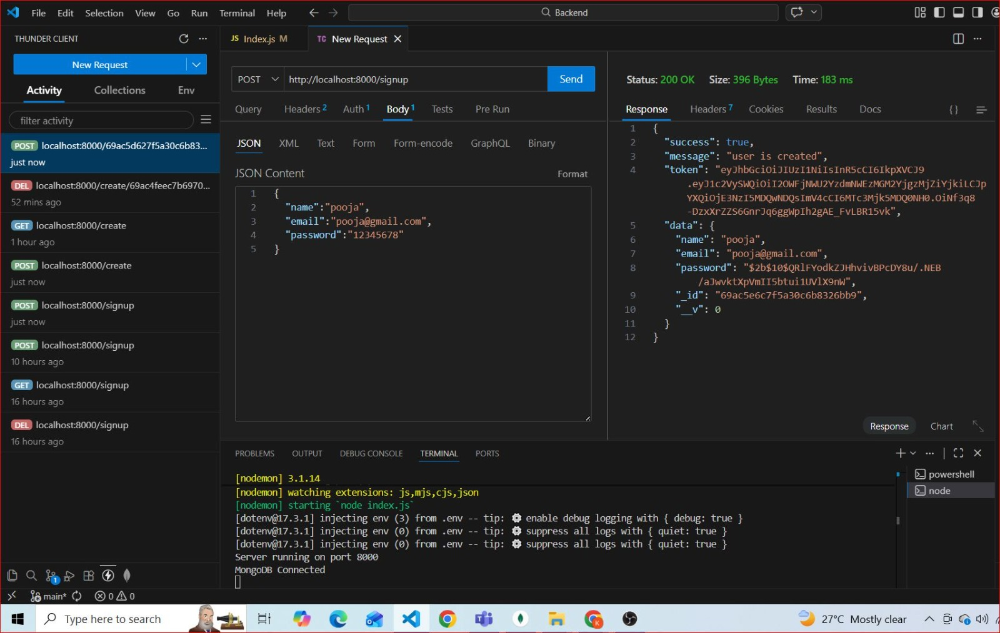 File Edit Selection View Go Run Terminal Help
Backend
THUNDER CLIENT
New Request
Activity Collections Env
filter activity
POST localhost:8000/69ac5d627f5a30c6b83...
just now
DEL localhost:8000/create/69ac4feec7b6970...
52 mins ago
GET localhost:8000/create
1 hour ago
POST localhost:8000/create
just now
POST localhost:8000/signup
just now
POST localhost:8000/signup
10 hours ago
GET localhost:8000/signup
16 hours ago
DEL localhost:8000/signup
16 hours ago
JS Index.js M
TC New Request
POST http://localhost:8000/signup Send
Query Headers 2 Auth 1 Body 1 Tests Pre Run
JSON XML Text Form Form-encode GraphQL Binary
JSON Content Format
1 {
2 "name":"pooja",
3 "email":"pooja@gmail.com",
4 "password":"12345678"
5 }
Status: 200 OK Size: 396 Bytes Time: 183 ms
Response Headers 7 Cookies Results Docs {}
1 {
2 "success": true,
3 "message": "user is created",
4 "token": "eyJhbGciOiJIUzI1NiIsInR5cCI6IkpXVCJ9
.eyJ1c2VySWQiOiI2OWFjNWU2YzdmNWEzMGM2YjgzMjZiYjkiLCJp
YXQiOjE3NzI5MDQwNDQsImV4cCI6MTc3Mjk5MDQ0NH0.OiNf3q8
-DzxXrZZS6GnrJq6ggWpIh2gAE_FvLBR15vk",
5 "data": {
6 "name": "pooja",
7 "email": "pooja@gmail.com",
8 "password": "$2b$10$QRlFYodkZJHhvivBPcDY8u/.NEB
/aJwvktXpVmII5btui1UVlX9nW",
9 "_id": "69ac5e6c7f5a30c6b8326bb9",
10 "__v": 0
11 }
12 }
Response Chart
PROBLEMS OUTPUT DEBUG CONSOLE TERMINAL PORTS
[nodemon] 3.1.14
[nodemon] watching extensions: js,mjs,cjs,json
[nodemon] starting `node index.js`
[dotenv@17.3.1] injecting env (3) from .env -- tip: ⚙️ enable debug logging with { debug: true }
[dotenv@17.3.1] injecting env (0) from .env -- tip: ⚙️ suppress all logs with { quiet: true }
[dotenv@17.3.1] injecting env (0) from .env -- tip: ⚙️ suppress all logs with { quiet: true }
Server running on port 8000
MongoDB Connected
powershell
node
1
main* 0 0
Type here to search
27°C Mostly clear